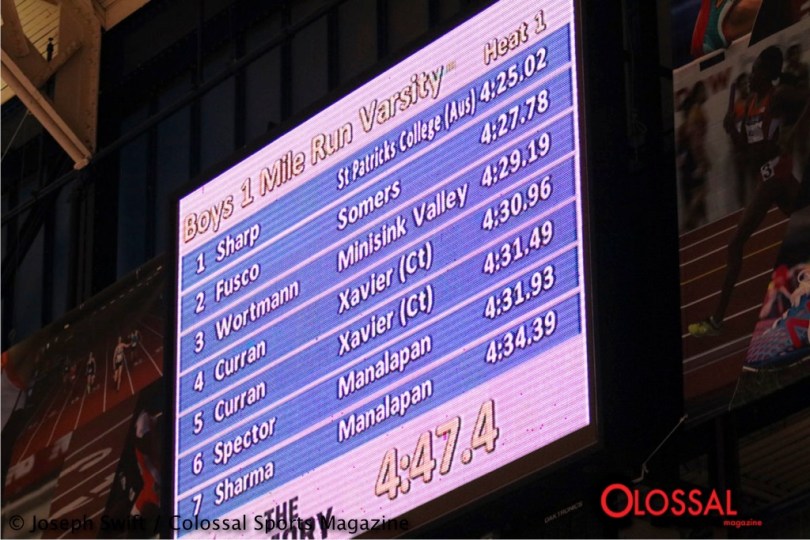 Boys 1 Mile Run Varsity Heat 1
1 Sharp St Patricks College (Aus) 4:25.02
2 Fusco Somers 4:27.78
3 Wortmann Minisink Valley 4:29.19
4 Curran Xavier (Ct) 4:30.96
5 Curran Xavier (Ct) 4:31.49
6 Spector Manalapan 4:31.93
7 Sharma Manalapan 4:34.39
4:47.4
THE
© Joseph Swift / Colossal Sports Magazine
COLOSSAL
magazine